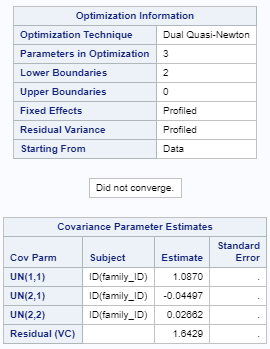 Optimization Information
Optimization Technique Dual Quasi-Newton
Parameters in Optimization 3
Lower Boundaries 2
Upper Boundaries 0
Fixed Effects Profiled
Residual Variance Profiled
Starting From Data
Did not converge.
Covariance Parameter Estimates
Cov Parm Subject Estimate Standard Error
UN(1,1) ID(family_ID) 1.0870 .
UN(2,1) ID(family_ID) -0.04497 .
UN(2,2) ID(family_ID) 0.02662 .
Residual (VC) 1.6429 .